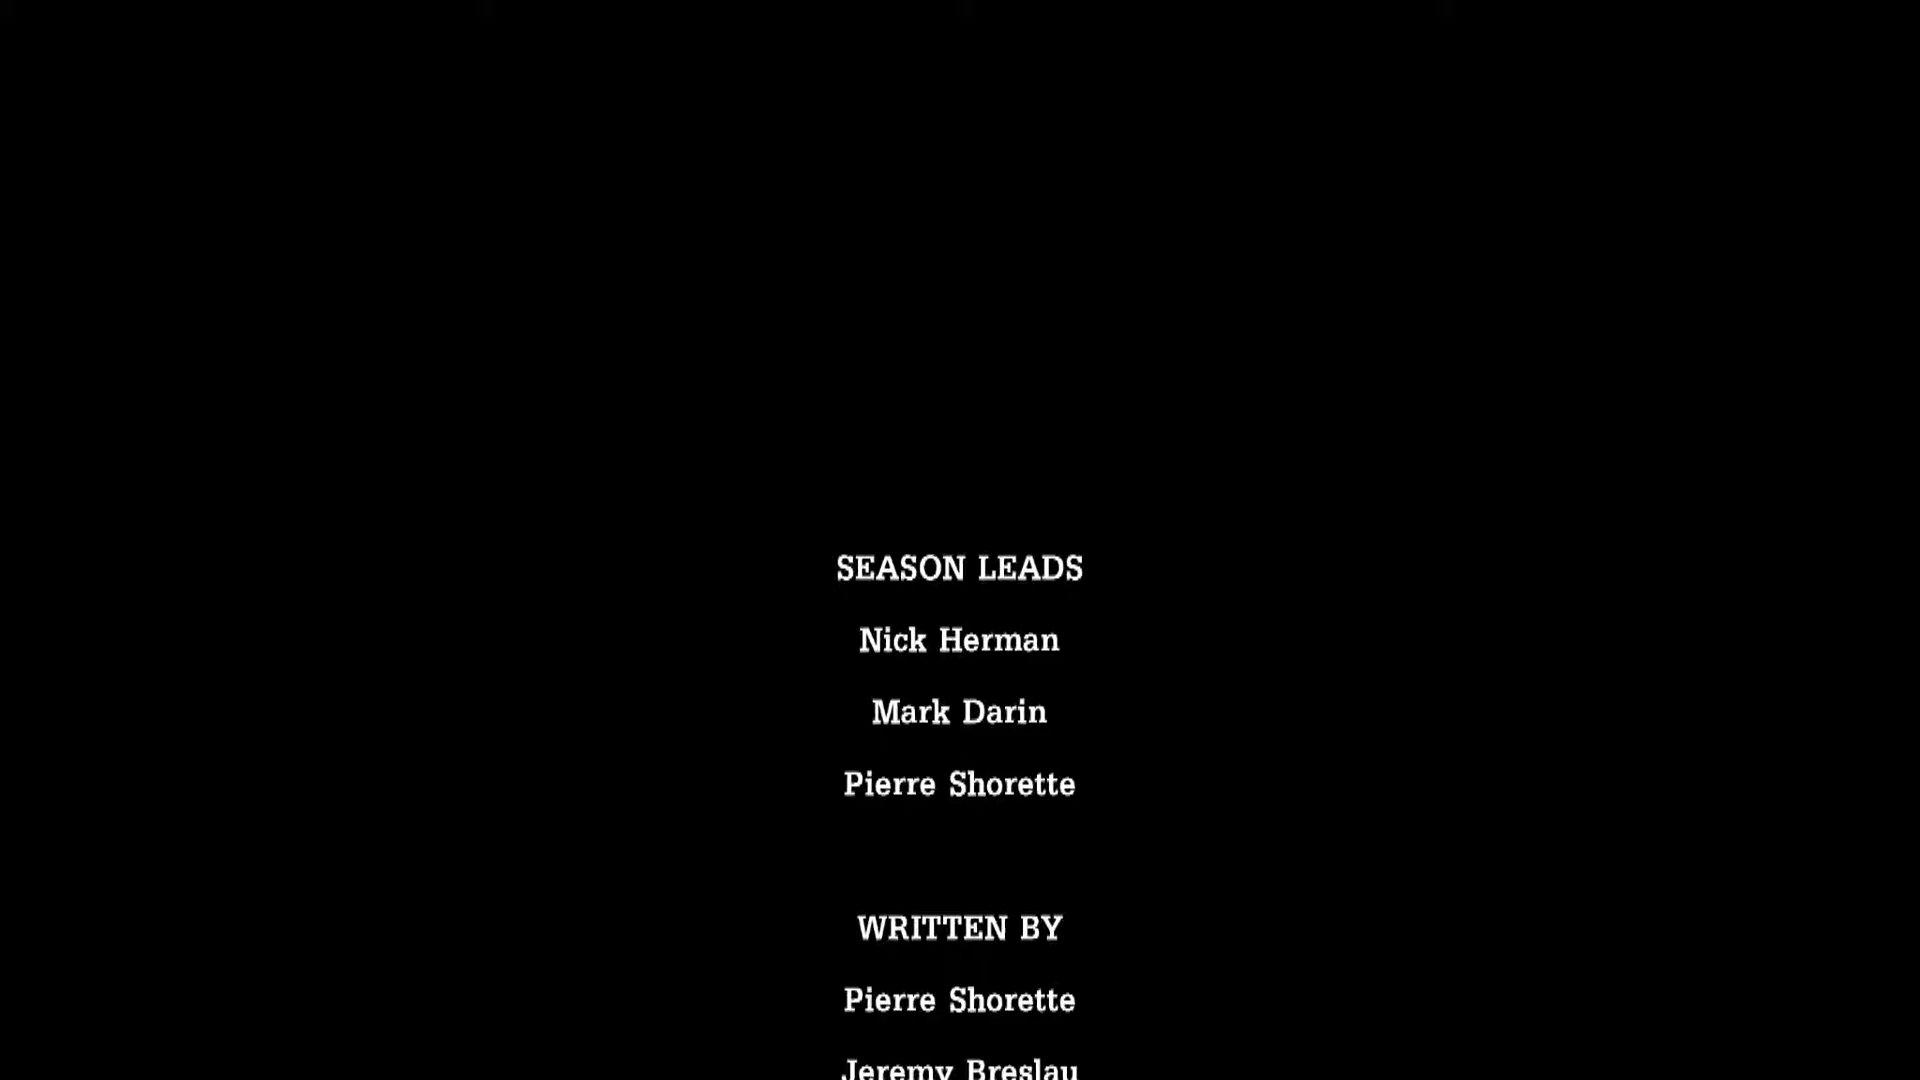 SEASON LEADS
Nick Herman
Mark Darin
Pierre Shorette
WRITTEN BY
Pierre Shorette
Jeremy Breslau